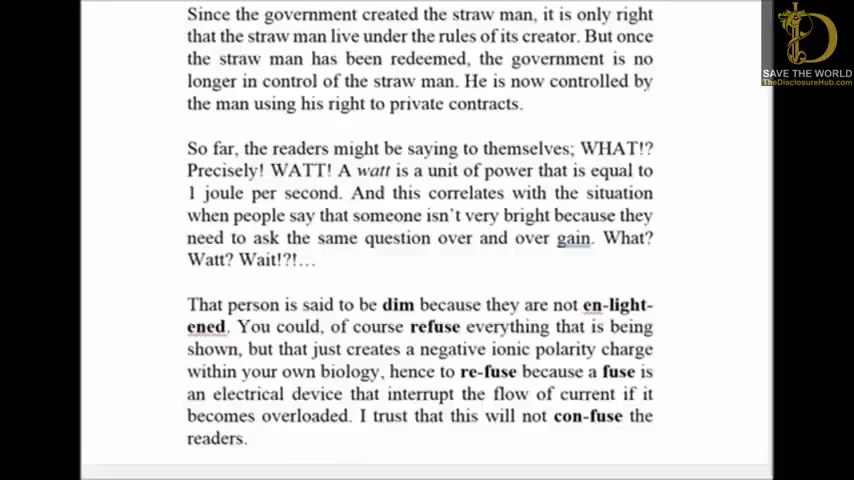 Since the government created the straw man, it is only right
that the straw man live under the rules of its creator. But once
the straw man has been redeemed, the government is no
longer in control of the straw man. He is now controlled by
the man using his right to private contracts.
So far, the readers might be saying to themselves; WHAT!?
Precisely! WATT! A watt is a unit of power that is equal to
1 joule per second. And this correlates with the situation
when people say that someone isn't very bright because they
need to ask the same question over and over gain. What?
Watt? Wait!?!...
That person is said to be dim because they are not en-light-
ened. You could, of course refuse everything that is being
shown, but that just creates a negative ionic polarity charge
within your own biology, hence to re-fuse because a fuse is
an electrical device that interrupt the flow of current if it
becomes overloaded. I trust that this will not con-fuse the
readers.
D
SAVE THE WORLD
TheDisclosureHub.com